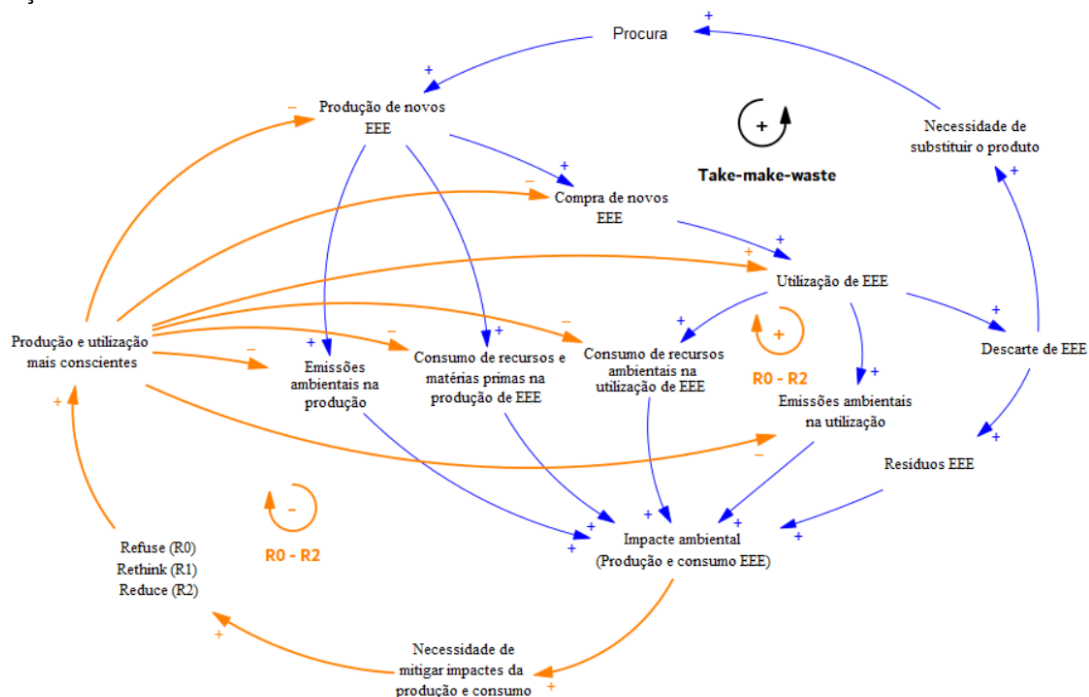 Procura
Produção de novos
EEE
Necessidade de
substituir o produto
Take-make-waste
Compra de novos
EEE
Utilização de EEE
Produção e utilização
mais conscientes
Emissões
ambientais na
produção
Consumo de recursos e
matérias primas na
produção de EEE
Consumo de recursos
ambientais na
utilização de EEE
R0 - R2
Descarte de EEE
Emissões ambientais
na utilização
Resíduos EEE
R0 - R2
Impacte ambiental
(Produção e consumo EEE)
Refuse (R0)
Rethink (R1)
Reduce (R2)
Necessidade de
mitigar impactes da
produção e consumo